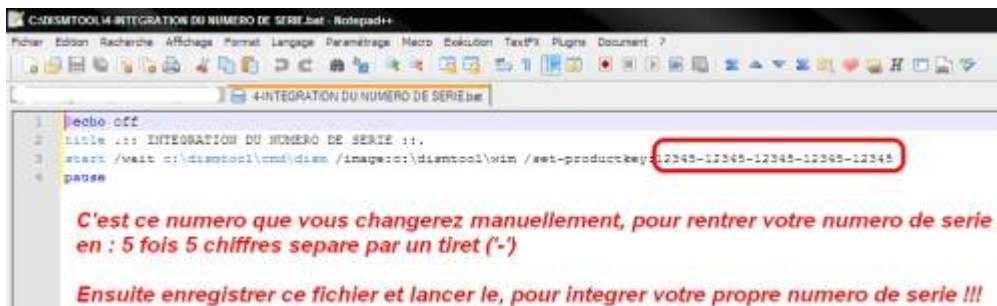 C:\DISMTOOL\4-INTEGRATION DU NUMERO DE SERIE.bat - Notepad++
Fichier Edition Recherche Affichage Format Langage Paramétrage Macro Exécution TextFX Plugins Document ?
4-INTEGRATION DU NUMERO DE SERIE.bat
1 @echo off
2 title .:: INTEGRATION DU NUMERO DE SERIE ::.
3 start /wait c:\dismtool\cmd\dism /image:c:\dismtool\wim /set-productkey:12345-12345-12345-12345-12345
4 pause
C'est ce numero que vous changerez manuellement, pour rentrer votre numero de serie
en : 5 fois 5 chiffres separe par un tiret ('-')
Ensuite enregistrer ce fichier et lancer le, pour integrer votre propre numero de serie !!!